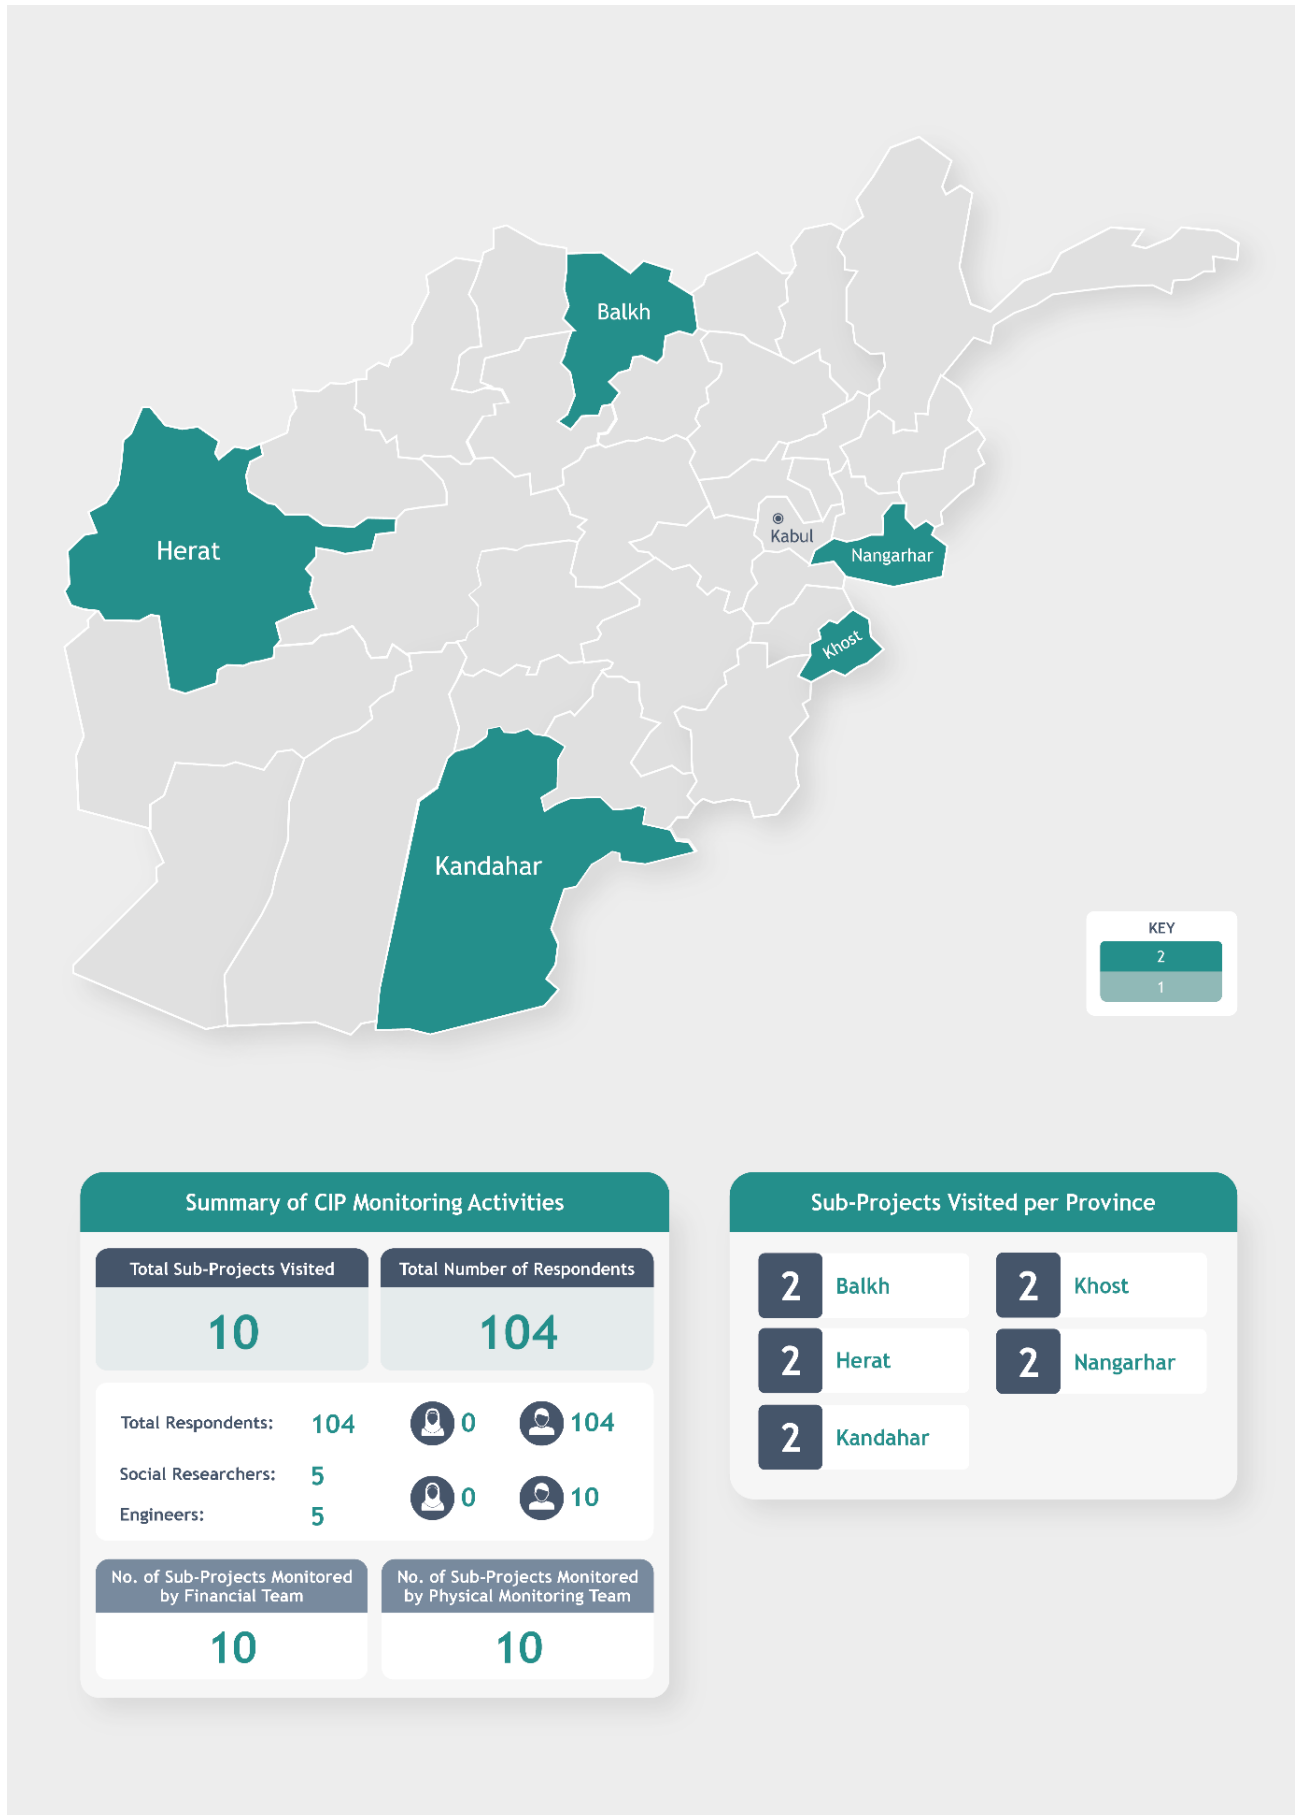 Balkh
Herat
Kabul
Nangarhar
Khost
Kandahar
KEY
2
1
Summary of CIP Monitoring Activities
Total Sub-Projects Visited
10
Total Number of Respondents
104
Total Respondents: 104 0 104
Social Researchers: 5
Engineers: 5
0 10
No. of Sub-Projects Monitored
by Financial Team
10
No. of Sub-Projects Monitored
by Physical Monitoring Team
10
Sub-Projects Visited per Province
2 Balkh
2 Herat
2 Kandahar
2 Khost
2 Nangarhar